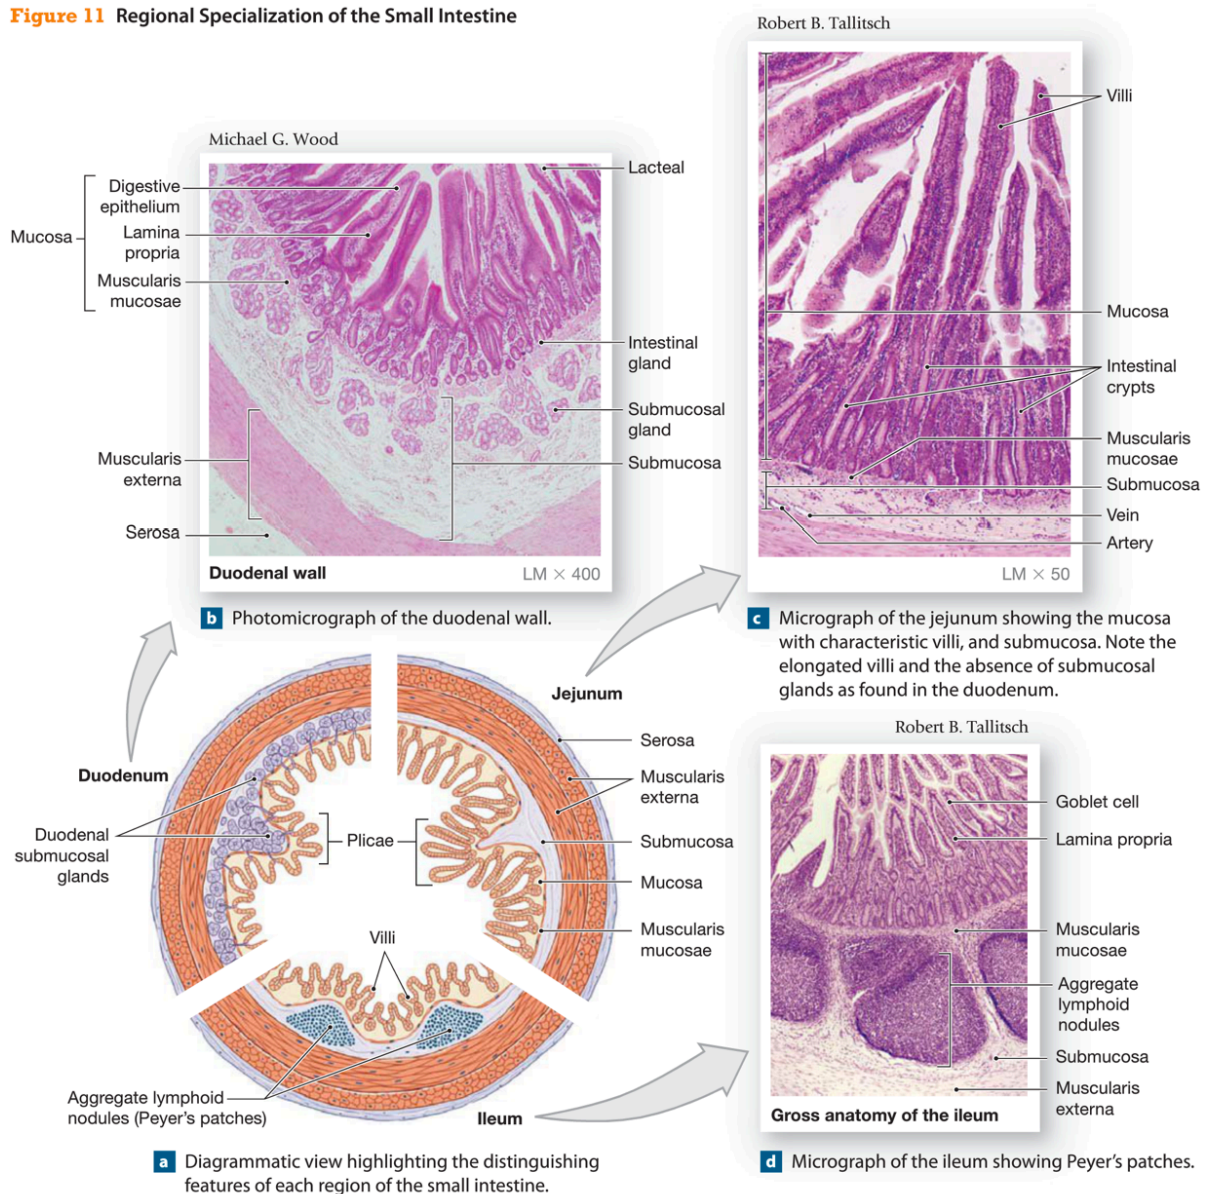 Figure 11 Regional Specialization of the Small Intestine
Michael G. Wood
Mucosa
Digestive
epithelium
Lamina
propria
Muscularis
mucosae
Muscularis
externa
Serosa
Lacteal
Intestinal
gland
Submucosal
gland
Submucosa
Duodenal wall LM × 400
b Photomicrograph of the duodenal wall.
Robert B. Tallitsch
Villi
Mucosa
Intestinal
crypts
Muscularis
mucosae
Submucosa
Vein
Artery
LM × 50
c Micrograph of the jejunum showing the mucosa
with characteristic villi, and submucosa. Note the
elongated villi and the absence of submucosal
glands as found in the duodenum.
Duodenum
Duodenal
submucosal
glands
Plicae
Villi
Aggregate lymphoid
nodules (Peyer's patches)
Jejunum
Serosa
Muscularis
externa
Submucosa
Mucosa
Muscularis
mucosae
Ileum
a Diagrammatic view highlighting the distinguishing
features of each region of the small intestine.
Robert B. Tallitsch
Goblet cell
Lamina propria
Muscularis
mucosae
Aggregate
lymphoid
nodules
Submucosa
Muscularis
externa
Gross anatomy of the ileum
d Micrograph of the ileum showing Peyer's patches.